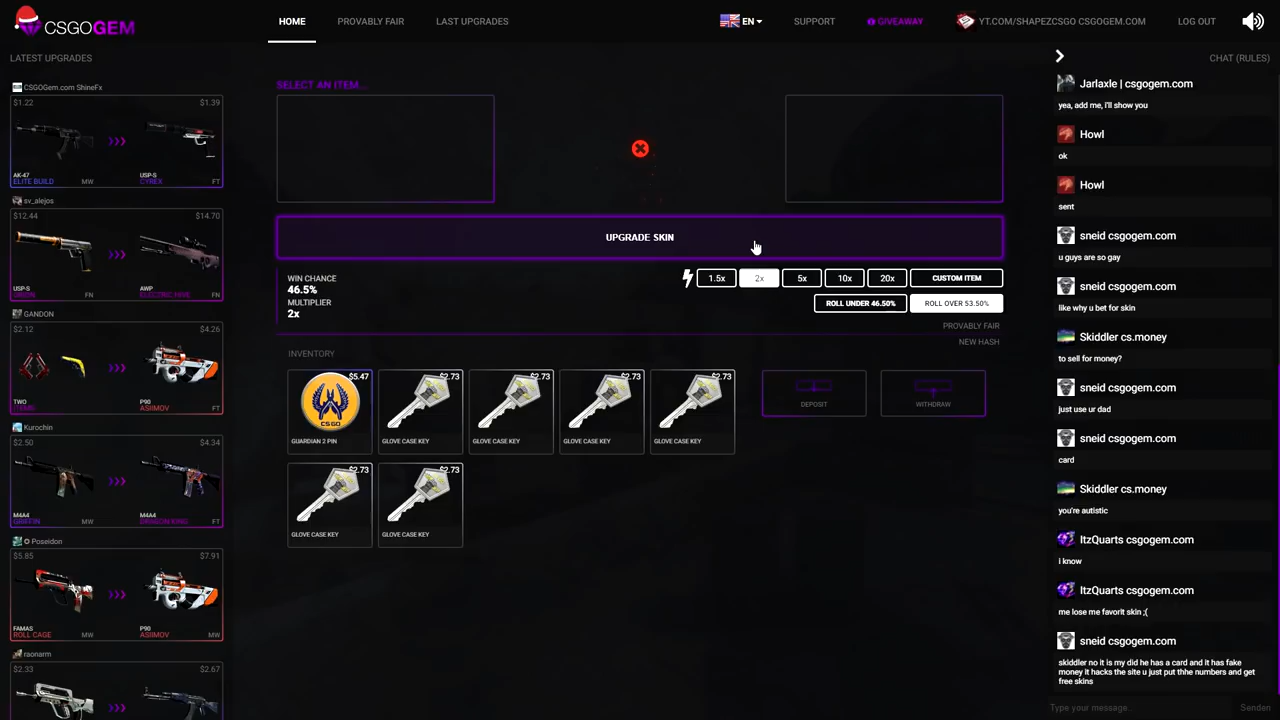 CSGOGEM
HOME
PROVABLY FAIR
LAST UPGRADES
EN
SUPPORT
GIVEAWAY
YT.COM/SHAPEZCSGO CSGOGEM.COM
LOG OUT
LATEST UPGRADES
CSGOGem.com ShineFx
$1.22 $1.39
AK-47 USP-S
ELITE BUILD MW CYREX FT
sv_alejos
$12.44 $14.70
USP-S AWP
ORION FN ELECTRIC HIVE FN
GANDON
$2.12 $4.26
TWO P90
ITEMS ASIIMOV FT
Kurochin
$2.50 $4.34
M4A4 M4A4
GRIFFIN MW DRAGON KING FT
Poseidon
$5.85 $7.91
FAMAS P90
ROLL CAGE MW ASIIMOV MW
raonarm
$2.33 $2.67
SELECT AN ITEM...
UPGRADE SKIN
WIN CHANCE
46.5%
MULTIPLIER
2x
1.5x 2x 5x 10x 20x CUSTOM ITEM
ROLL UNDER 46.50% ROLL OVER 53.50%
PROVABLY FAIR
NEW HASH
INVENTORY
$5.47 $2.73 $2.73 $2.73 $2.73
CS GO
GUARDIAN 2 PIN GLOVE CASE KEY GLOVE CASE KEY GLOVE CASE KEY GLOVE CASE KEY
DEPOSIT WITHDRAW
$2.73 $2.73
GLOVE CASE KEY GLOVE CASE KEY
CHAT (RULES)
Jarlaxle | csgogem.com
yea, add me, i'll show you
Howl
ok
Howl
sent
sneid csgogem.com
u guys are so gay
sneid csgogem.com
like why u bet for skin
Skiddler cs.money
to sell for money?
sneid csgogem.com
just use ur dad
sneid csgogem.com
card
Skiddler cs.money
you're autistic
ItzQuarts csgogem.com
i know
ItzQuarts csgogem.com
me lose me favorit skin ;(
sneid csgogem.com
skiddler no it is my did he has a card and it has fake
money it hacks the site u just put thhe numbers and get
free skins
Type your message.. Senden